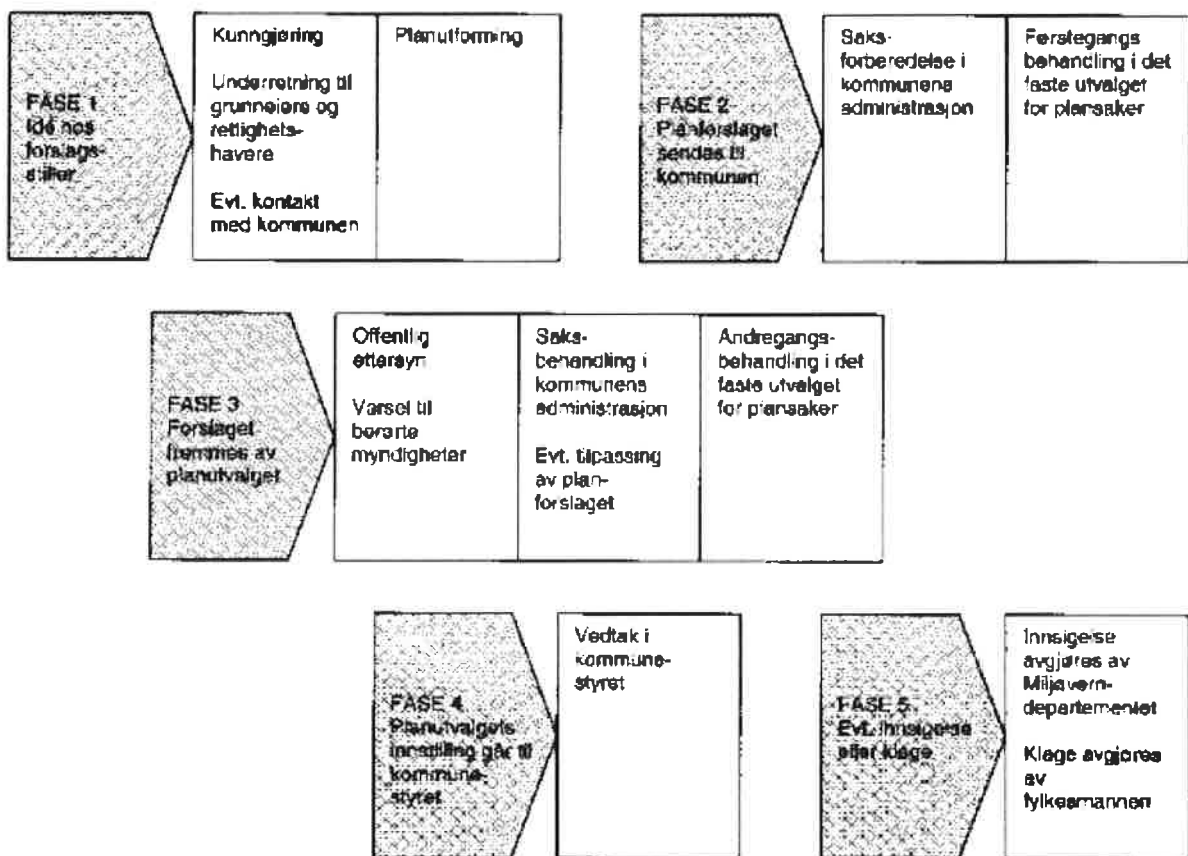 FASE 1
Idé hos
forslags-
stiller
Kunngjøring
Underretning til
grunneiere og
rettighets-
havere
Evt. kontakt
med kommunen
Planutforming
FASE 2
Planforslaget
sendes til
kommunen
Saks-
forberedelse i
kommunens
administrasjon
Førstegangs
behandling i det
faste utvalget
for plansaker
FASE 3
Forslaget
fremmes av
planutvalget
Offentlig
ettersyn
Varsel til
berørte
myndigheter
Saks-
behandling i
kommunens
administrasjon
Evt. tilpassing
av plan-
forslaget
Andregangs-
behandling i det
faste utvalget
for plansaker
FASE 4
Planutvalgets
innstilling går til
kommune-
styret
Vedtak i
kommune-
styret
FASE 5
Evt. innsigelse
eller klage
Innsigelse
avgjøres av
Miljøvern-
departementet
Klage avgjøres
av
fylkesmannen